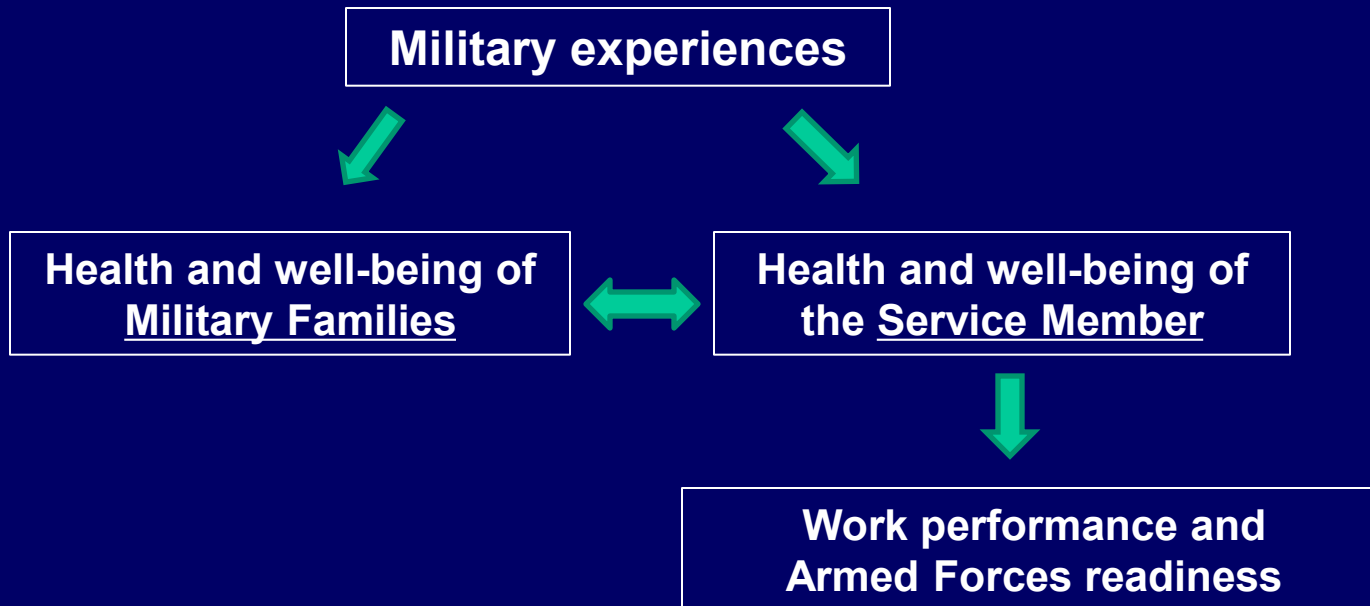 Military experiences
Health and well-being of
Military Families
Health and well-being of
the Service Member
Work performance and
Armed Forces readiness